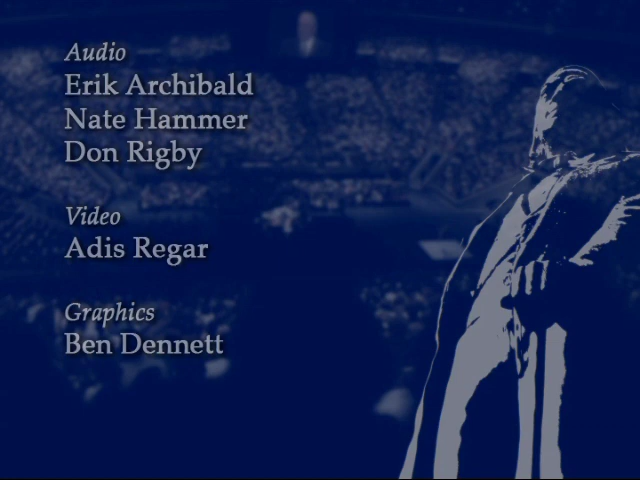 Audio
Erik Archibald
Nate Hammer
Don Rigby
Video
Adis Regar
Graphics
Ben Dennett